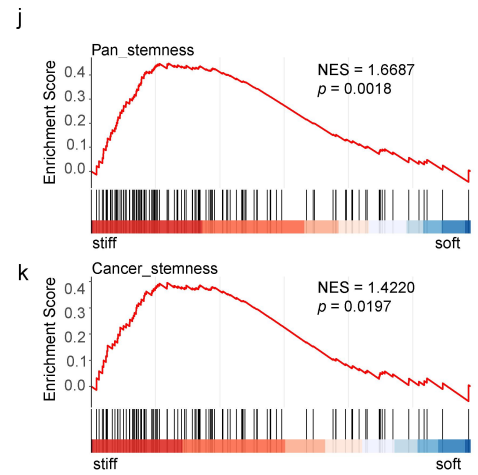 j
Pan_stemness
NES = 1.6687
p = 0.0018
Enrichment Score
0.4
0.3
0.2
0.1
0.0
stiff
soft
k
Cancer_stemness
NES = 1.4220
p = 0.0197
Enrichment Score
0.4
0.3
0.2
0.1
0.0
stiff
soft